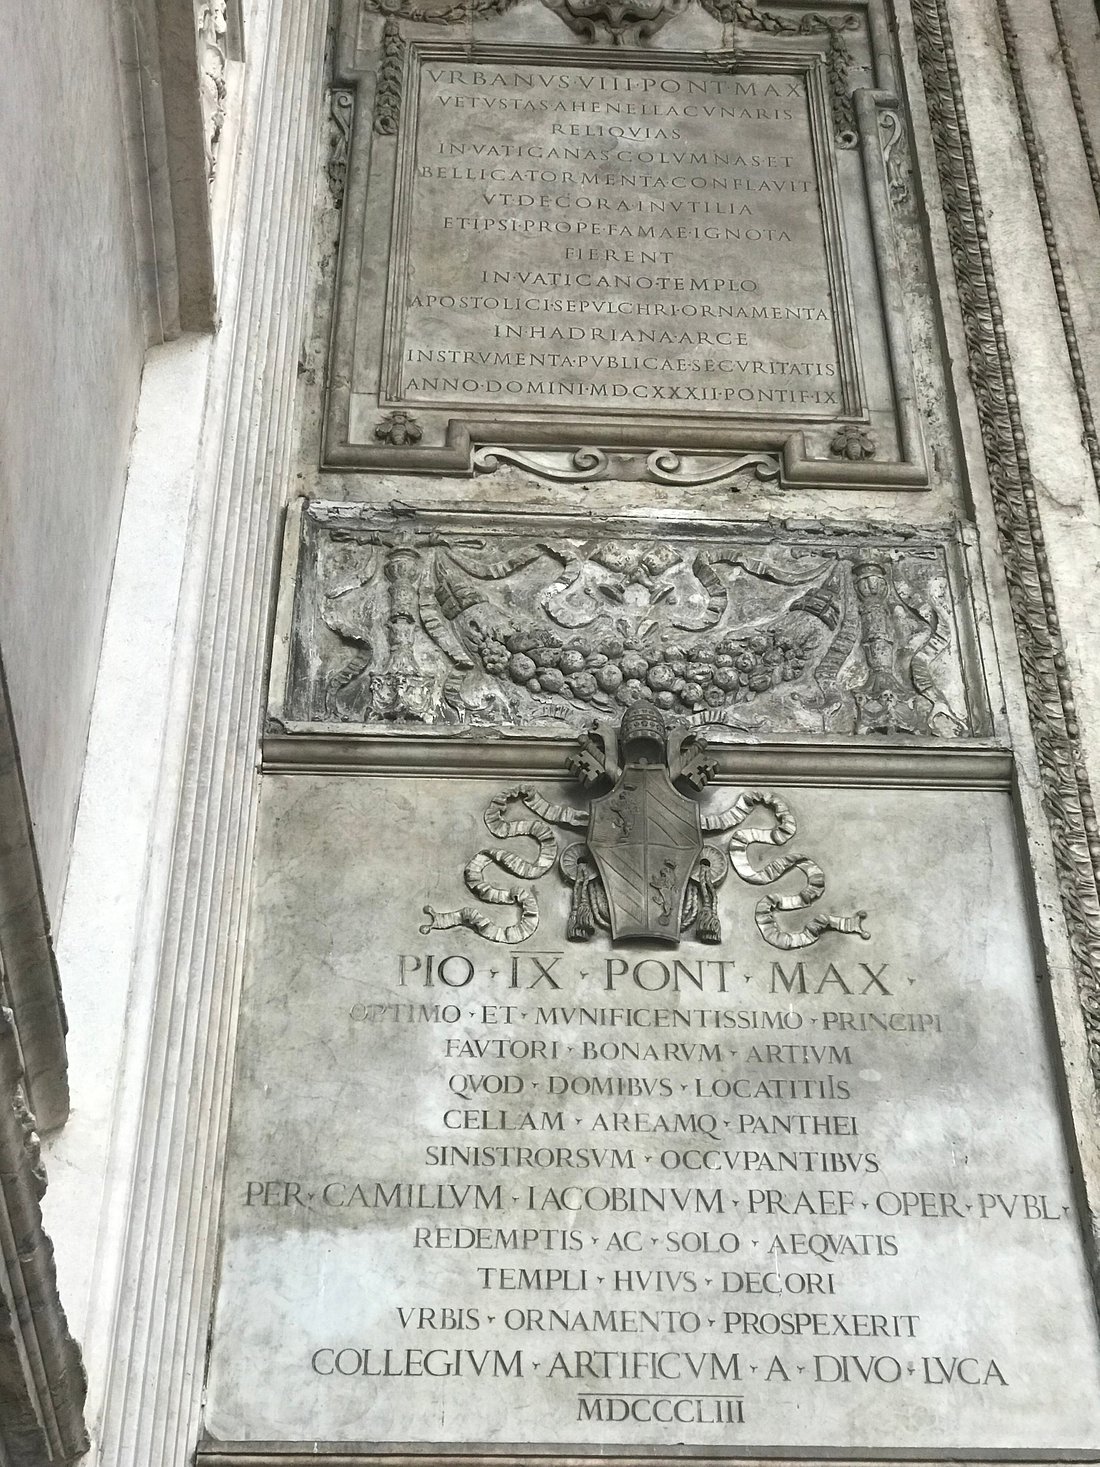 VRBANVS·VIII·PONT·MAX
VETVSTAS·AHENEI·LACVNARIS
RELIQVIAS
IN·VATICANAS·COLVMNAS·ET
BELLICA·TORMENTA·CONFLAVIT
VT·DECORA·INVTILIA
ET·IPSI·PROPE·FAMAE·IGNOTA
FIERENT
IN·VATICANO·TEMPLO
APOSTOLICI·SEPVLCHRI·ORNAMENTA
IN·HADRIANA·ARCE
INSTRVMENTA·PVBLICAE·SECVRITATIS
ANNO·DOMINI·MDCXXXII·PONTIF·IX
PIO · IX · PONT · MAX ·
OPTIMO · ET · MVNIFICENTISSIMO · PRINCIPI
FAVTORI · BONARVM · ARTIVM
QVOD · DOMIBVS · LOCATITIIS
CELLAM · AREAMQ · PANTHEI
SINISTRORSVM · OCCVPANTIBVS
PER · CAMILLVM · IACOBINVM · PRAEF · OPER · PVBL ·
REDEMPTIS · AC · SOLO · AEQVATIS
TEMPLI · HVIVS · DECORI
VRBIS · ORNAMENTO · PROSPEXERIT
COLLEGIVM · ARTIFICVM · A · DIVO · LVCA
MDCCCLIII